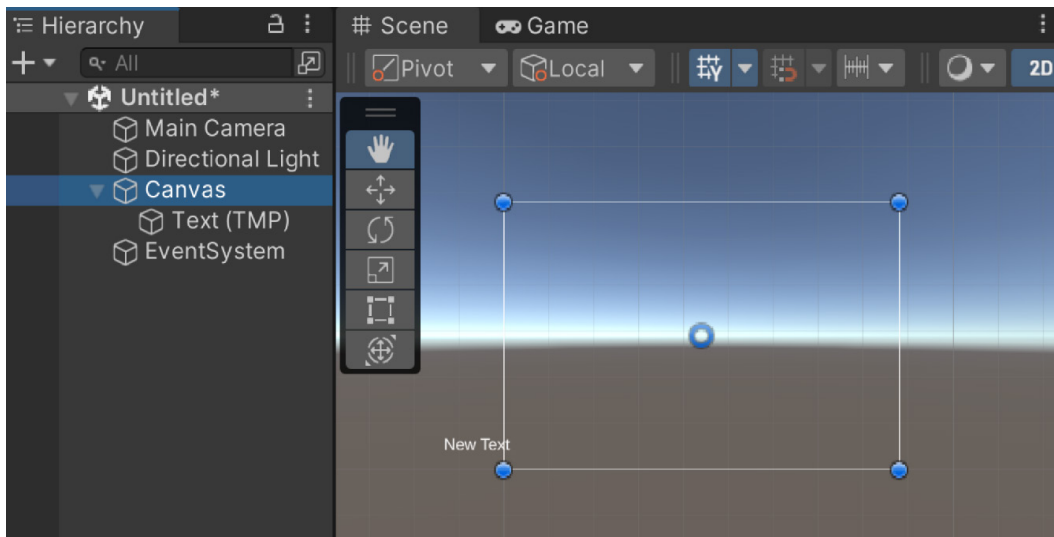 Hierarchy
All
Untitled*
Main Camera
Directional Light
Canvas
Text (TMP)
EventSystem
# Scene
Game
Pivot
Local
Y
2D
New Text